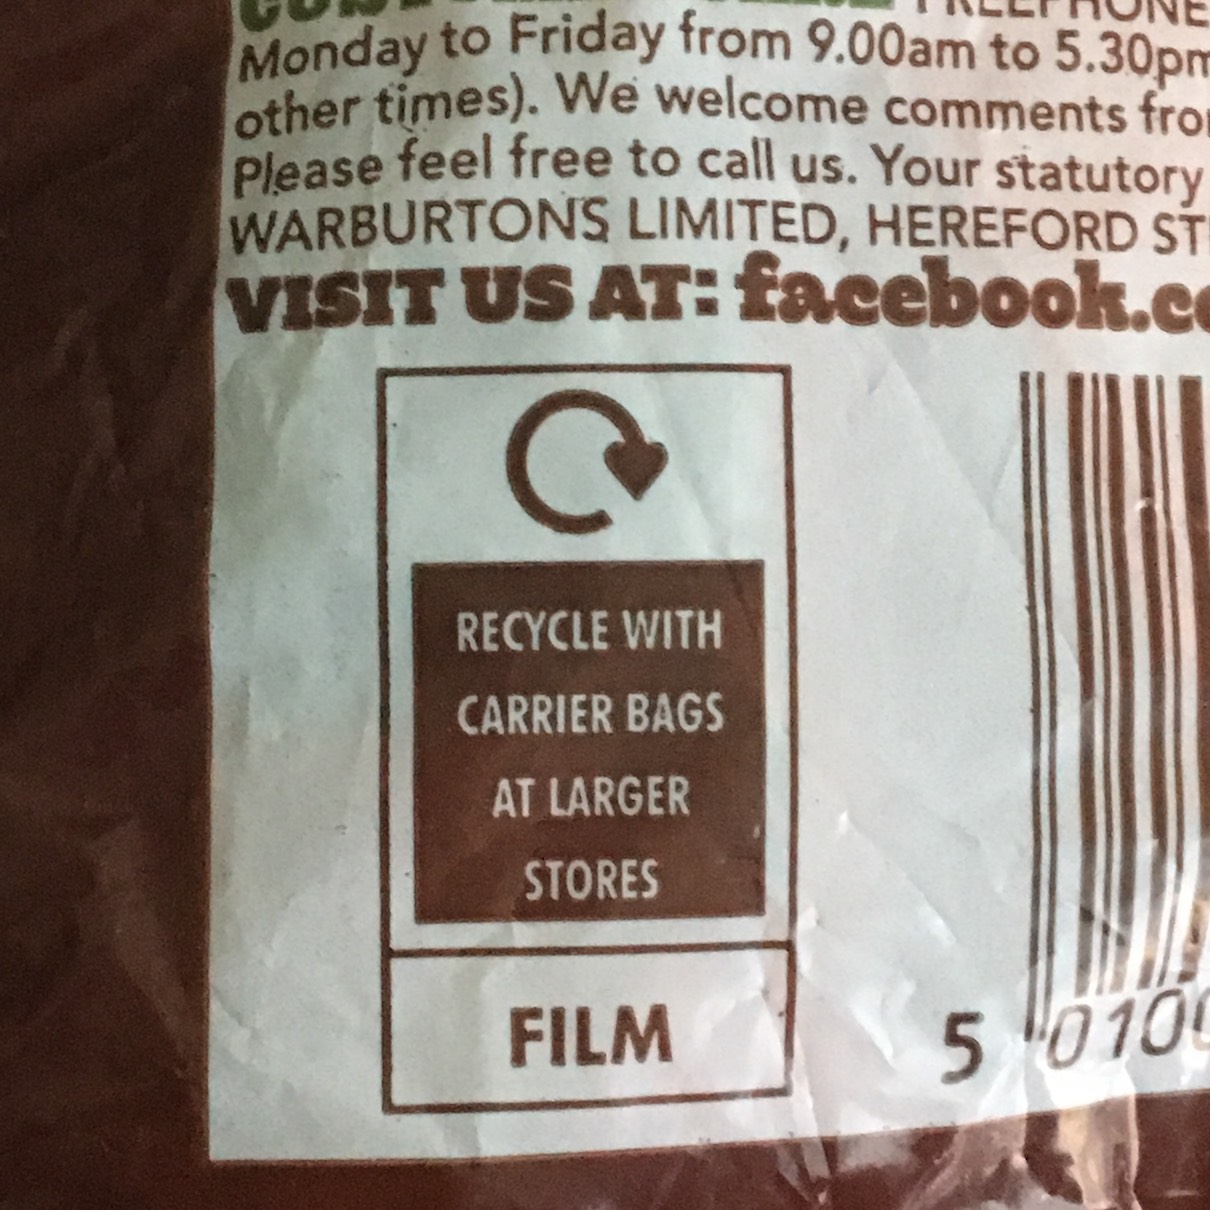 FREEPHONE
Monday to Friday from 9.00am to 5.30pm
other times). We welcome comments from
Please feel free to call us. Your statutory
WARBURTONS LIMITED, HEREFORD ST
VISIT US AT: facebook.co
RECYCLE WITH
CARRIER BAGS
AT LARGER
STORES
FILM
5 010